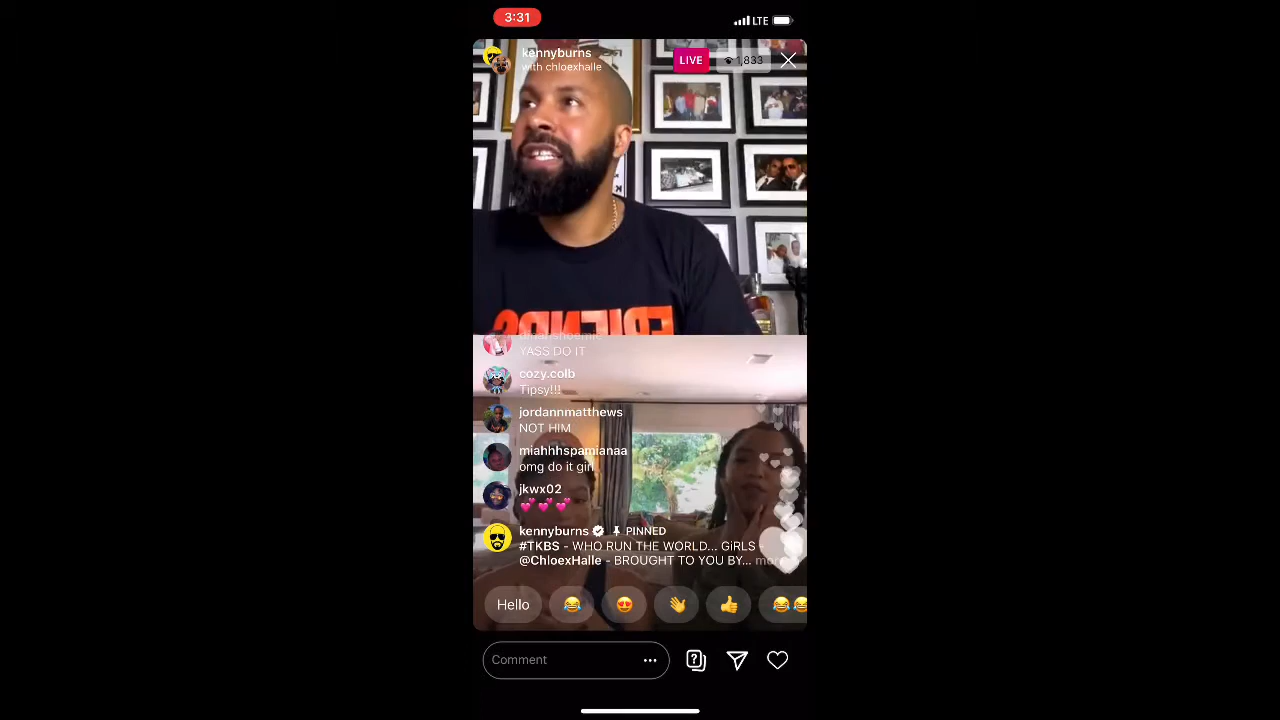 3:31
LTE
kennyburns
with chloexhalle
LIVE
1,833
FRIENDS
YASS DO IT
cozy.colb
Tipsy!!!
jordannmatthews
NOT HIM
miahhhspamianaa
omg do it girl
jkwx02
💕💕💕
kennyburns PINNED
#TKBS - WHO RUN THE WORLD... GiRLS -
@ChloexHalle - BROUGHT TO YOU BY... more
Hello 😂 😍 👋 👍 😂😂
Comment